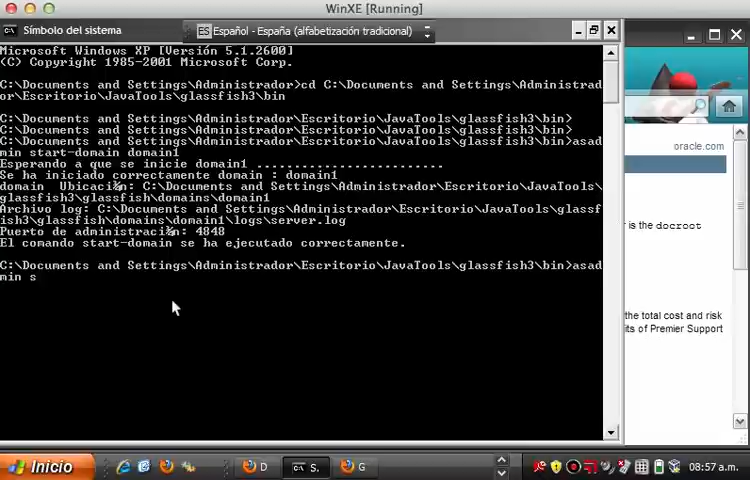 WinXE [Running]
Símbolo del sistema
ES Español - España (alfabetización tradicional)
Microsoft Windows XP [Versión 5.1.2600]
(C) Copyright 1985-2001 Microsoft Corp.
C:\Documents and Settings\Administrador>cd C:\Documents and Settings\Administrad
or\Escritorio\JavaTools\glassfish3\bin
C:\Documents and Settings\Administrador\Escritorio\JavaTools\glassfish3\bin>
C:\Documents and Settings\Administrador\Escritorio\JavaTools\glassfish3\bin>
C:\Documents and Settings\Administrador\Escritorio\JavaTools\glassfish3\bin>asad
min start-domain domain1
Esperando a que se inicie domain1 ........................
Se ha iniciado correctamente domain : domain1
domain  Ubicaci¾n: C:\Documents and Settings\Administrador\Escritorio\JavaTools\
glassfish3\glassfish\domains\domain1
Archivo log: C:\Documents and Settings\Administrador\Escritorio\JavaTools\glassf
ish3\glassfish\domains\domain1\logs\server.log
Puerto de administraci¾n: 4848
El comando start-domain se ha ejecutado correctamente.
C:\Documents and Settings\Administrador\Escritorio\JavaTools\glassfish3\bin>asad
min s
oracle.com
r is the docroot
the total cost and risk
its of Premier Support
Inicio
D
S.
G
08:57 a.m.